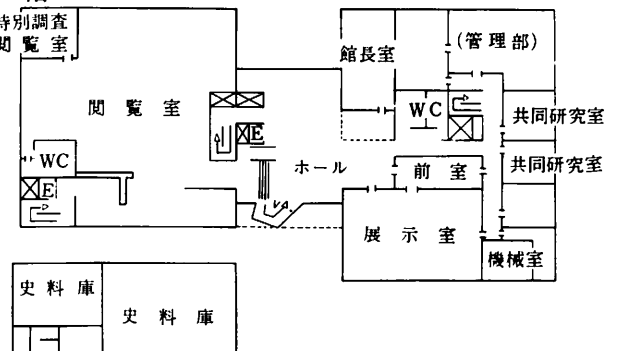 特別調査
閲覧室
閲覧室
WC
E
E
ホール
館長室
(管理部)
WC
共同研究室
共同研究室
前室
展示室
機械室
史料庫
史料庫